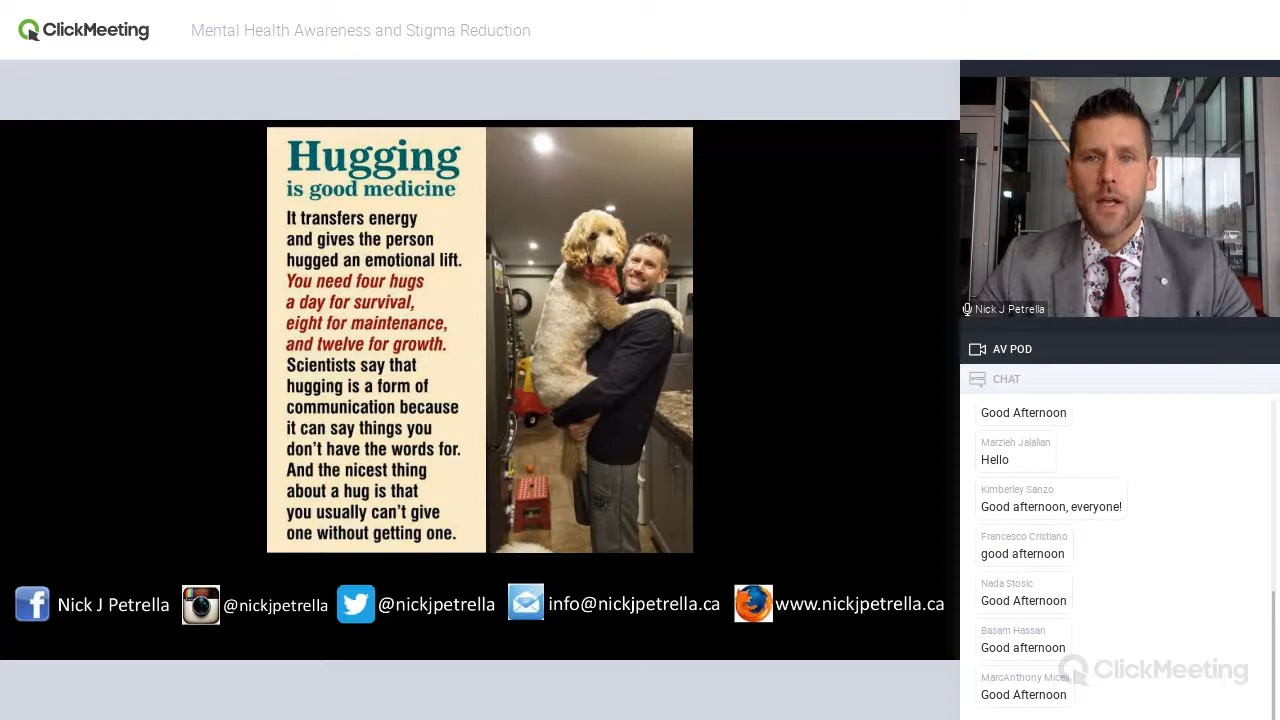 ClickMeeting
Mental Health Awareness and Stigma Reduction
Hugging
is good medicine
It transfers energy
and gives the person
hugged an emotional lift.
You need four hugs
a day for survival,
eight for maintenance,
and twelve for growth.
Scientists say that
hugging is a form of
communication because
it can say things you
don't have the words for.
And the nicest thing
about a hug is that
you usually can't give
one without getting one.
Nick J Petrella
@nickjpetrella
@nickjpetrella
info@nickjpetrella.ca
www.nickjpetrella.ca
Nick J Petrella
AV POD
CHAT
Good Afternoon
Marzieh Jalalian
Hello
Kimberley Sanzo
Good afternoon, everyone!
Francesco Cristiano
good afternoon
Nada Stosic
Good Afternoon
Basam Hassan
Good afternoon
MarcAnthony Miceli
Good Afternoon
ClickMeeting